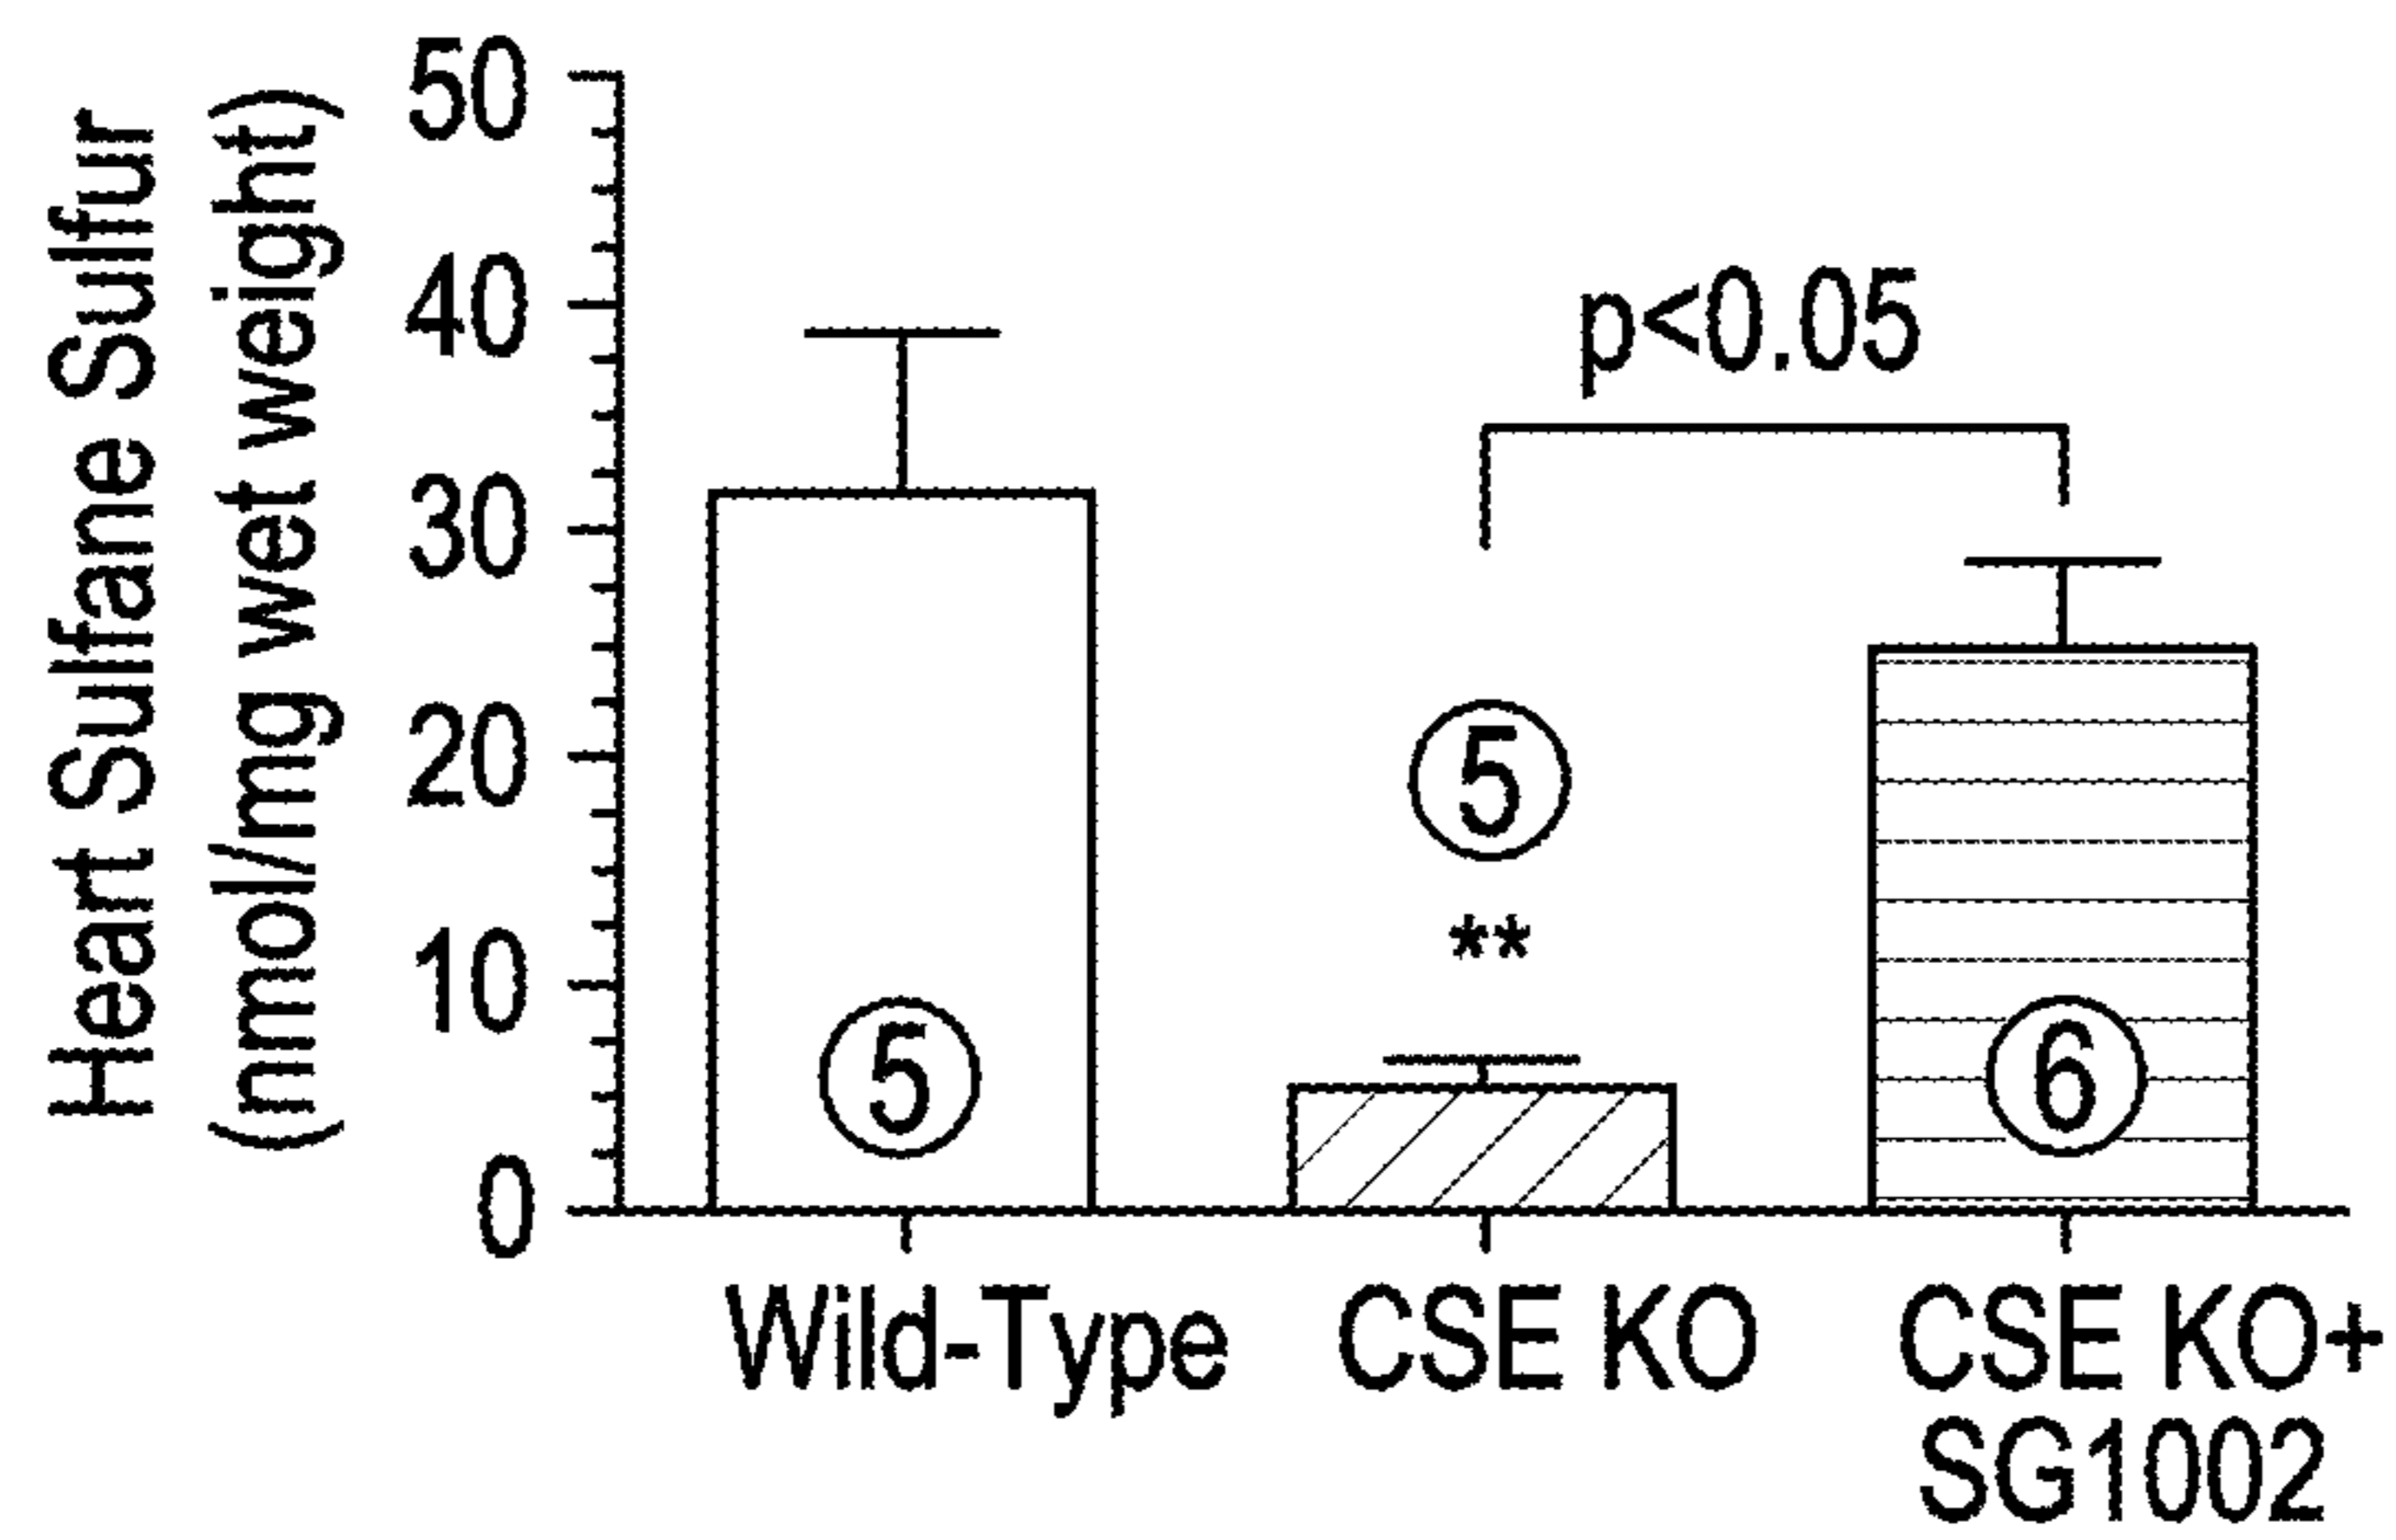 Heart Sulfane Sulfur
(nmol/mg wet weight)
50
40
30
20
10
0
p<0.05
5
**
5
6
Wild-Type
CSE KO
CSE KO+
SG1002